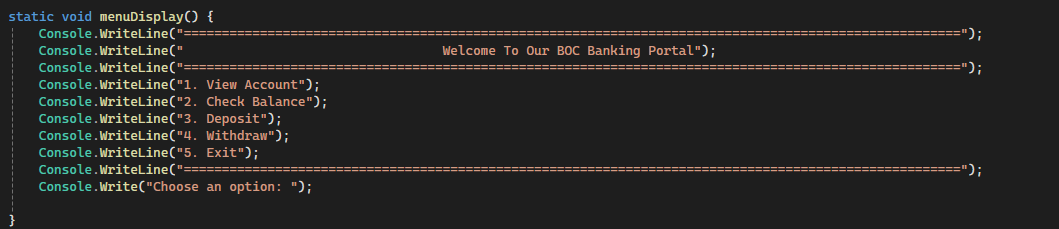 static void menuDisplay() {
    Console.WriteLine("======================================================================================================");
    Console.WriteLine("                                  Welcome To Our BOC Banking Portal");
    Console.WriteLine("======================================================================================================");
    Console.WriteLine("1. View Account");
    Console.WriteLine("2. Check Balance");
    Console.WriteLine("3. Deposit");
    Console.WriteLine("4. Withdraw");
    Console.WriteLine("5. Exit");
    Console.WriteLine("======================================================================================================");
    Console.Write("Choose an option: ");
}